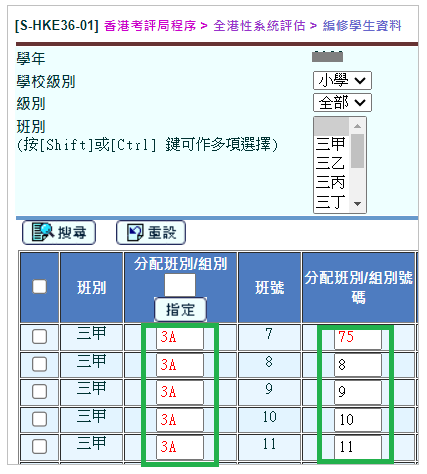 [S-HKE36-01] 香港考評局程序 > 全港性系統評估 > 編修學生資料
學年
學校級別 小學
級別 全部
班別
(按[Shift]或[Ctrl] 鍵可作多項選擇)
三甲
三乙
三丙
三丁
搜尋 重設
班別 分配班別/組別 指定 班號 分配班別/組別號碼
三甲 3A 7 75
三甲 3A 8 8
三甲 3A 9 9
三甲 3A 10 10
三甲 3A 11 11